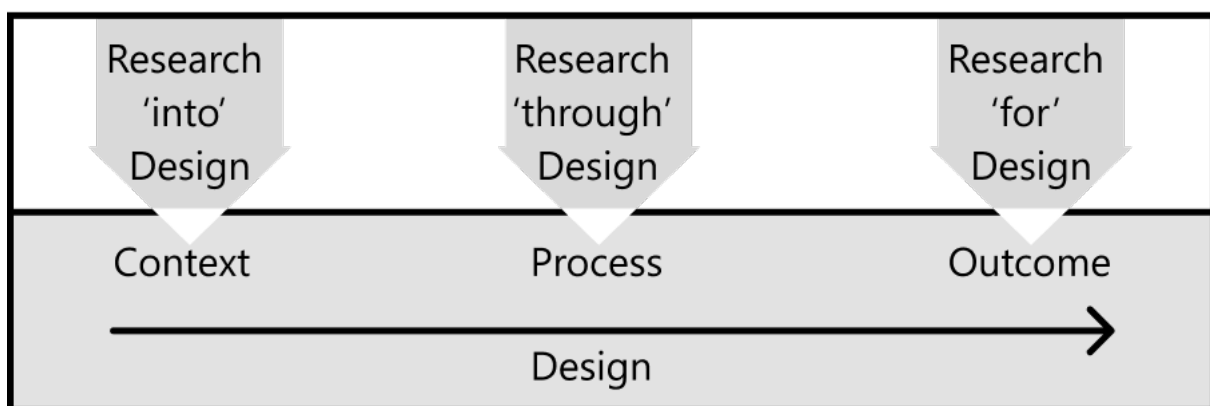 Research
‘into’
Design
Research
‘through’
Design
Research
‘for’
Design
Context
Process
Outcome
Design